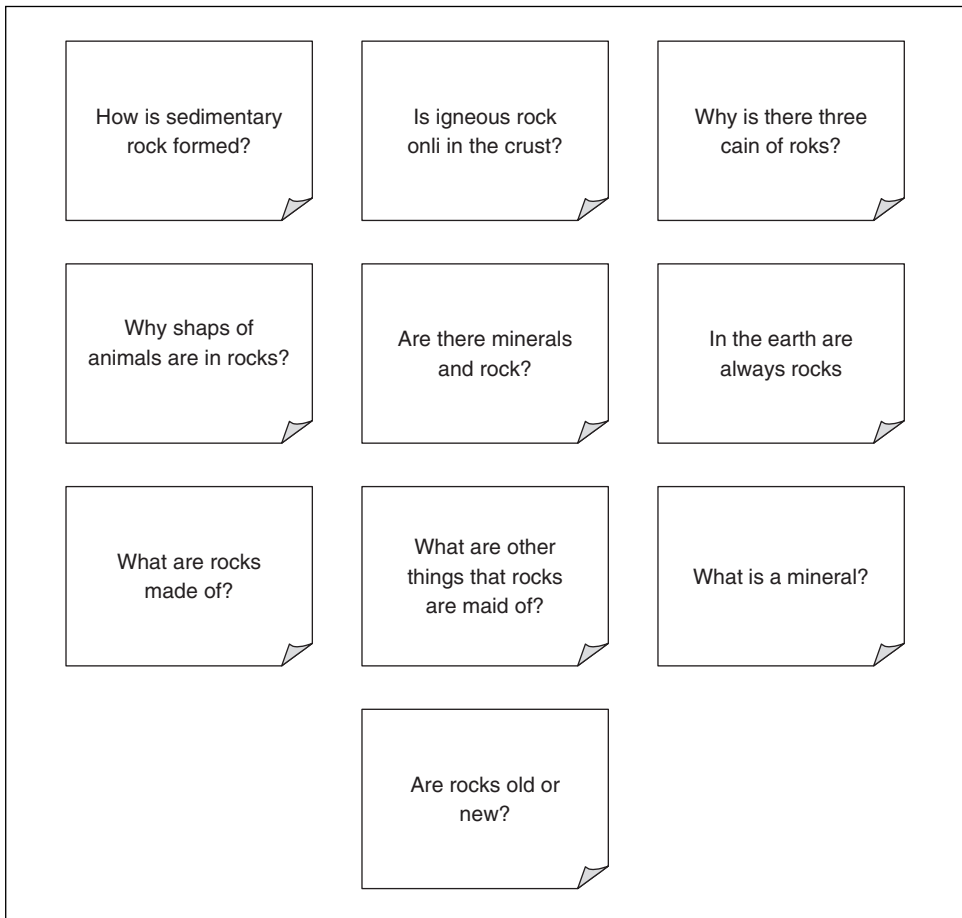 How is sedimentary
rock formed?
Is igneous rock
onli in the crust?
Why is there three
cain of roks?
Why shaps of
animals are in rocks?
Are there minerals
and rock?
In the earth are
always rocks
What are rocks
made of?
What are other
things that rocks
are maid of?
What is a mineral?
Are rocks old or
new?